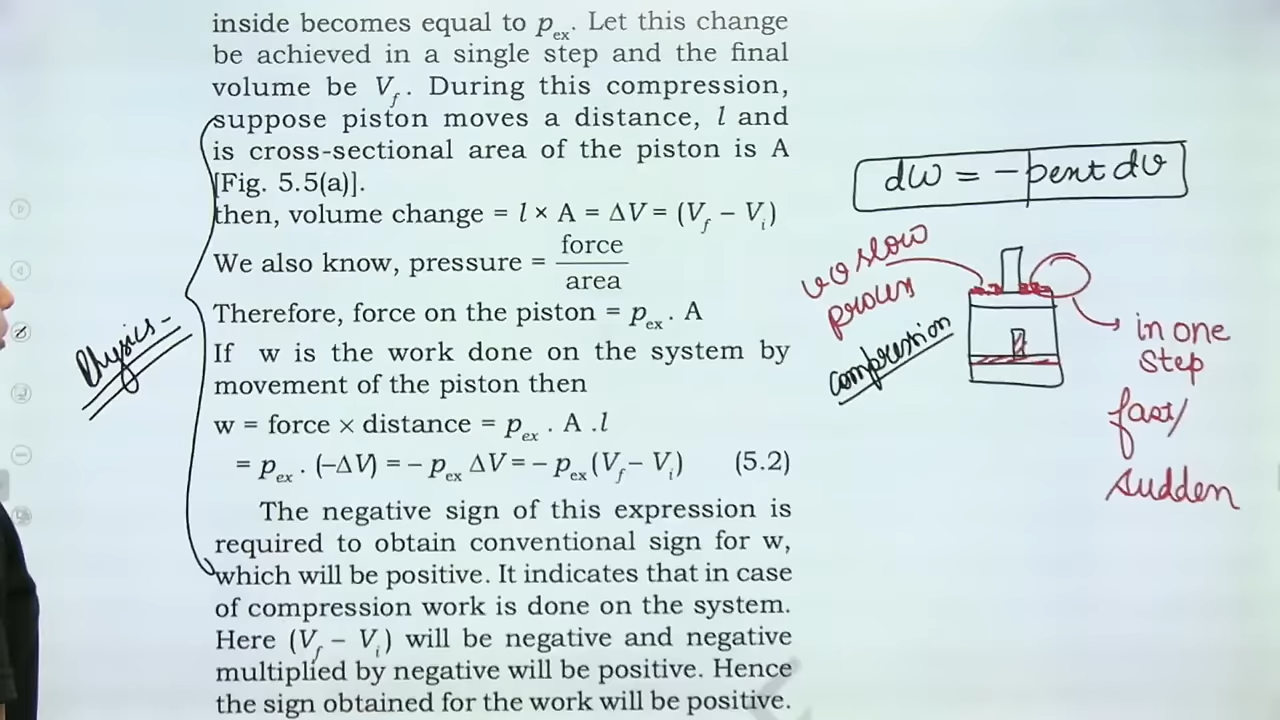 inside becomes equal to pₑₓ. Let this change
be achieved in a single step and the final
volume be V_f. During this compression,
suppose piston moves a distance, l and
is cross-sectional area of the piston is A
[Fig. 5.5(a)].
then, volume change = l × A = ΔV = (V_f – V_i)
We also know, pressure = force/area
Therefore, force on the piston = pₑₓ . A
If w is the work done on the system by
movement of the piston then
w = force × distance = pₑₓ . A .l
= pₑₓ . (–ΔV) = – pₑₓ ΔV = – pₑₓ (V_f – V_i) (5.2)
The negative sign of this expression is
required to obtain conventional sign for w,
which will be positive. It indicates that in case
of compression work is done on the system.
Here (V_f – V_i) will be negative and negative
multiplied by negative will be positive. Hence
the sign obtained for the work will be positive.
Physics-
dw = - pext dv
slow
process
compression
in one
step
fast/
sudden